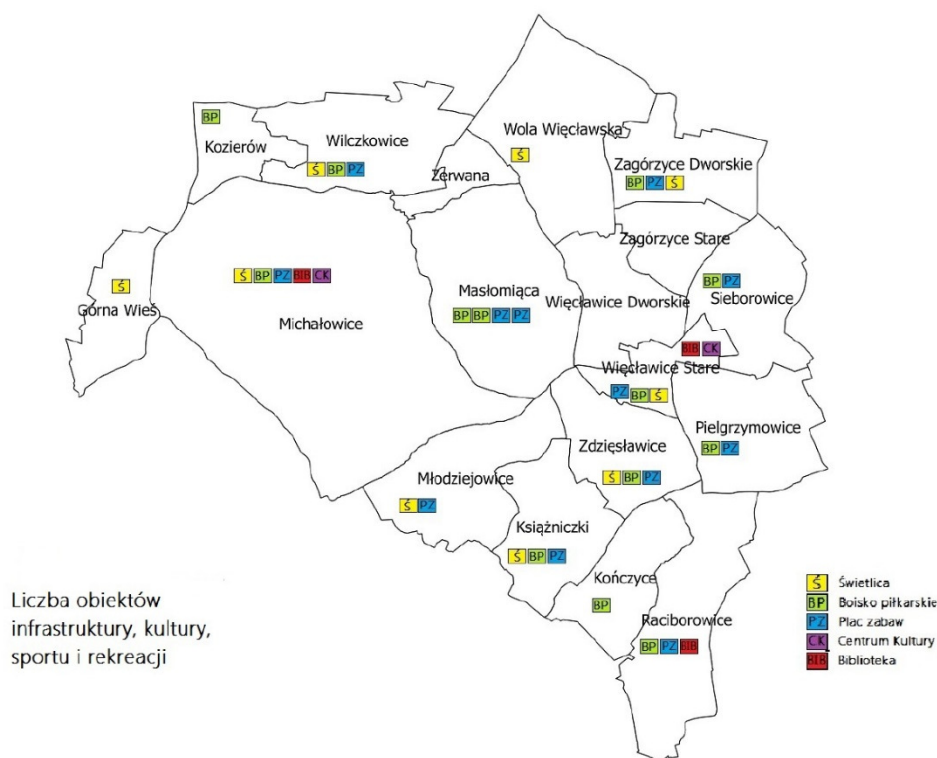 BP
Kozierów
Wilczkowice
Ś BP PZ
Zerwana
Wola Więcławska
Ś
Zagórzyce Dworskie
BP PZ Ś
Zagórzyce Stare
Ś
Górna Wieś
Ś BP PZ BIB CK
Michałowice
Masłomiąca
BP BP PZ PZ
Więcławice Dworskie
BP PZ
Sieborowice
BIB CK
Więcławice Stare
PZ BP Ś
Pielgrzymowice
BP PZ
Zdzięsławice
Ś BP PZ
Młodziejowice
Ś PZ
Książniczki
Ś BP PZ
Kończyce
BP
Raciborowice
BP PZ BIB
Liczba obiektów
infrastruktury, kultury,
sportu i rekreacji
Ś Świetlica
BP Boisko piłkarskie
PZ Plac zabaw
CK Centrum Kultury
BIB Biblioteka